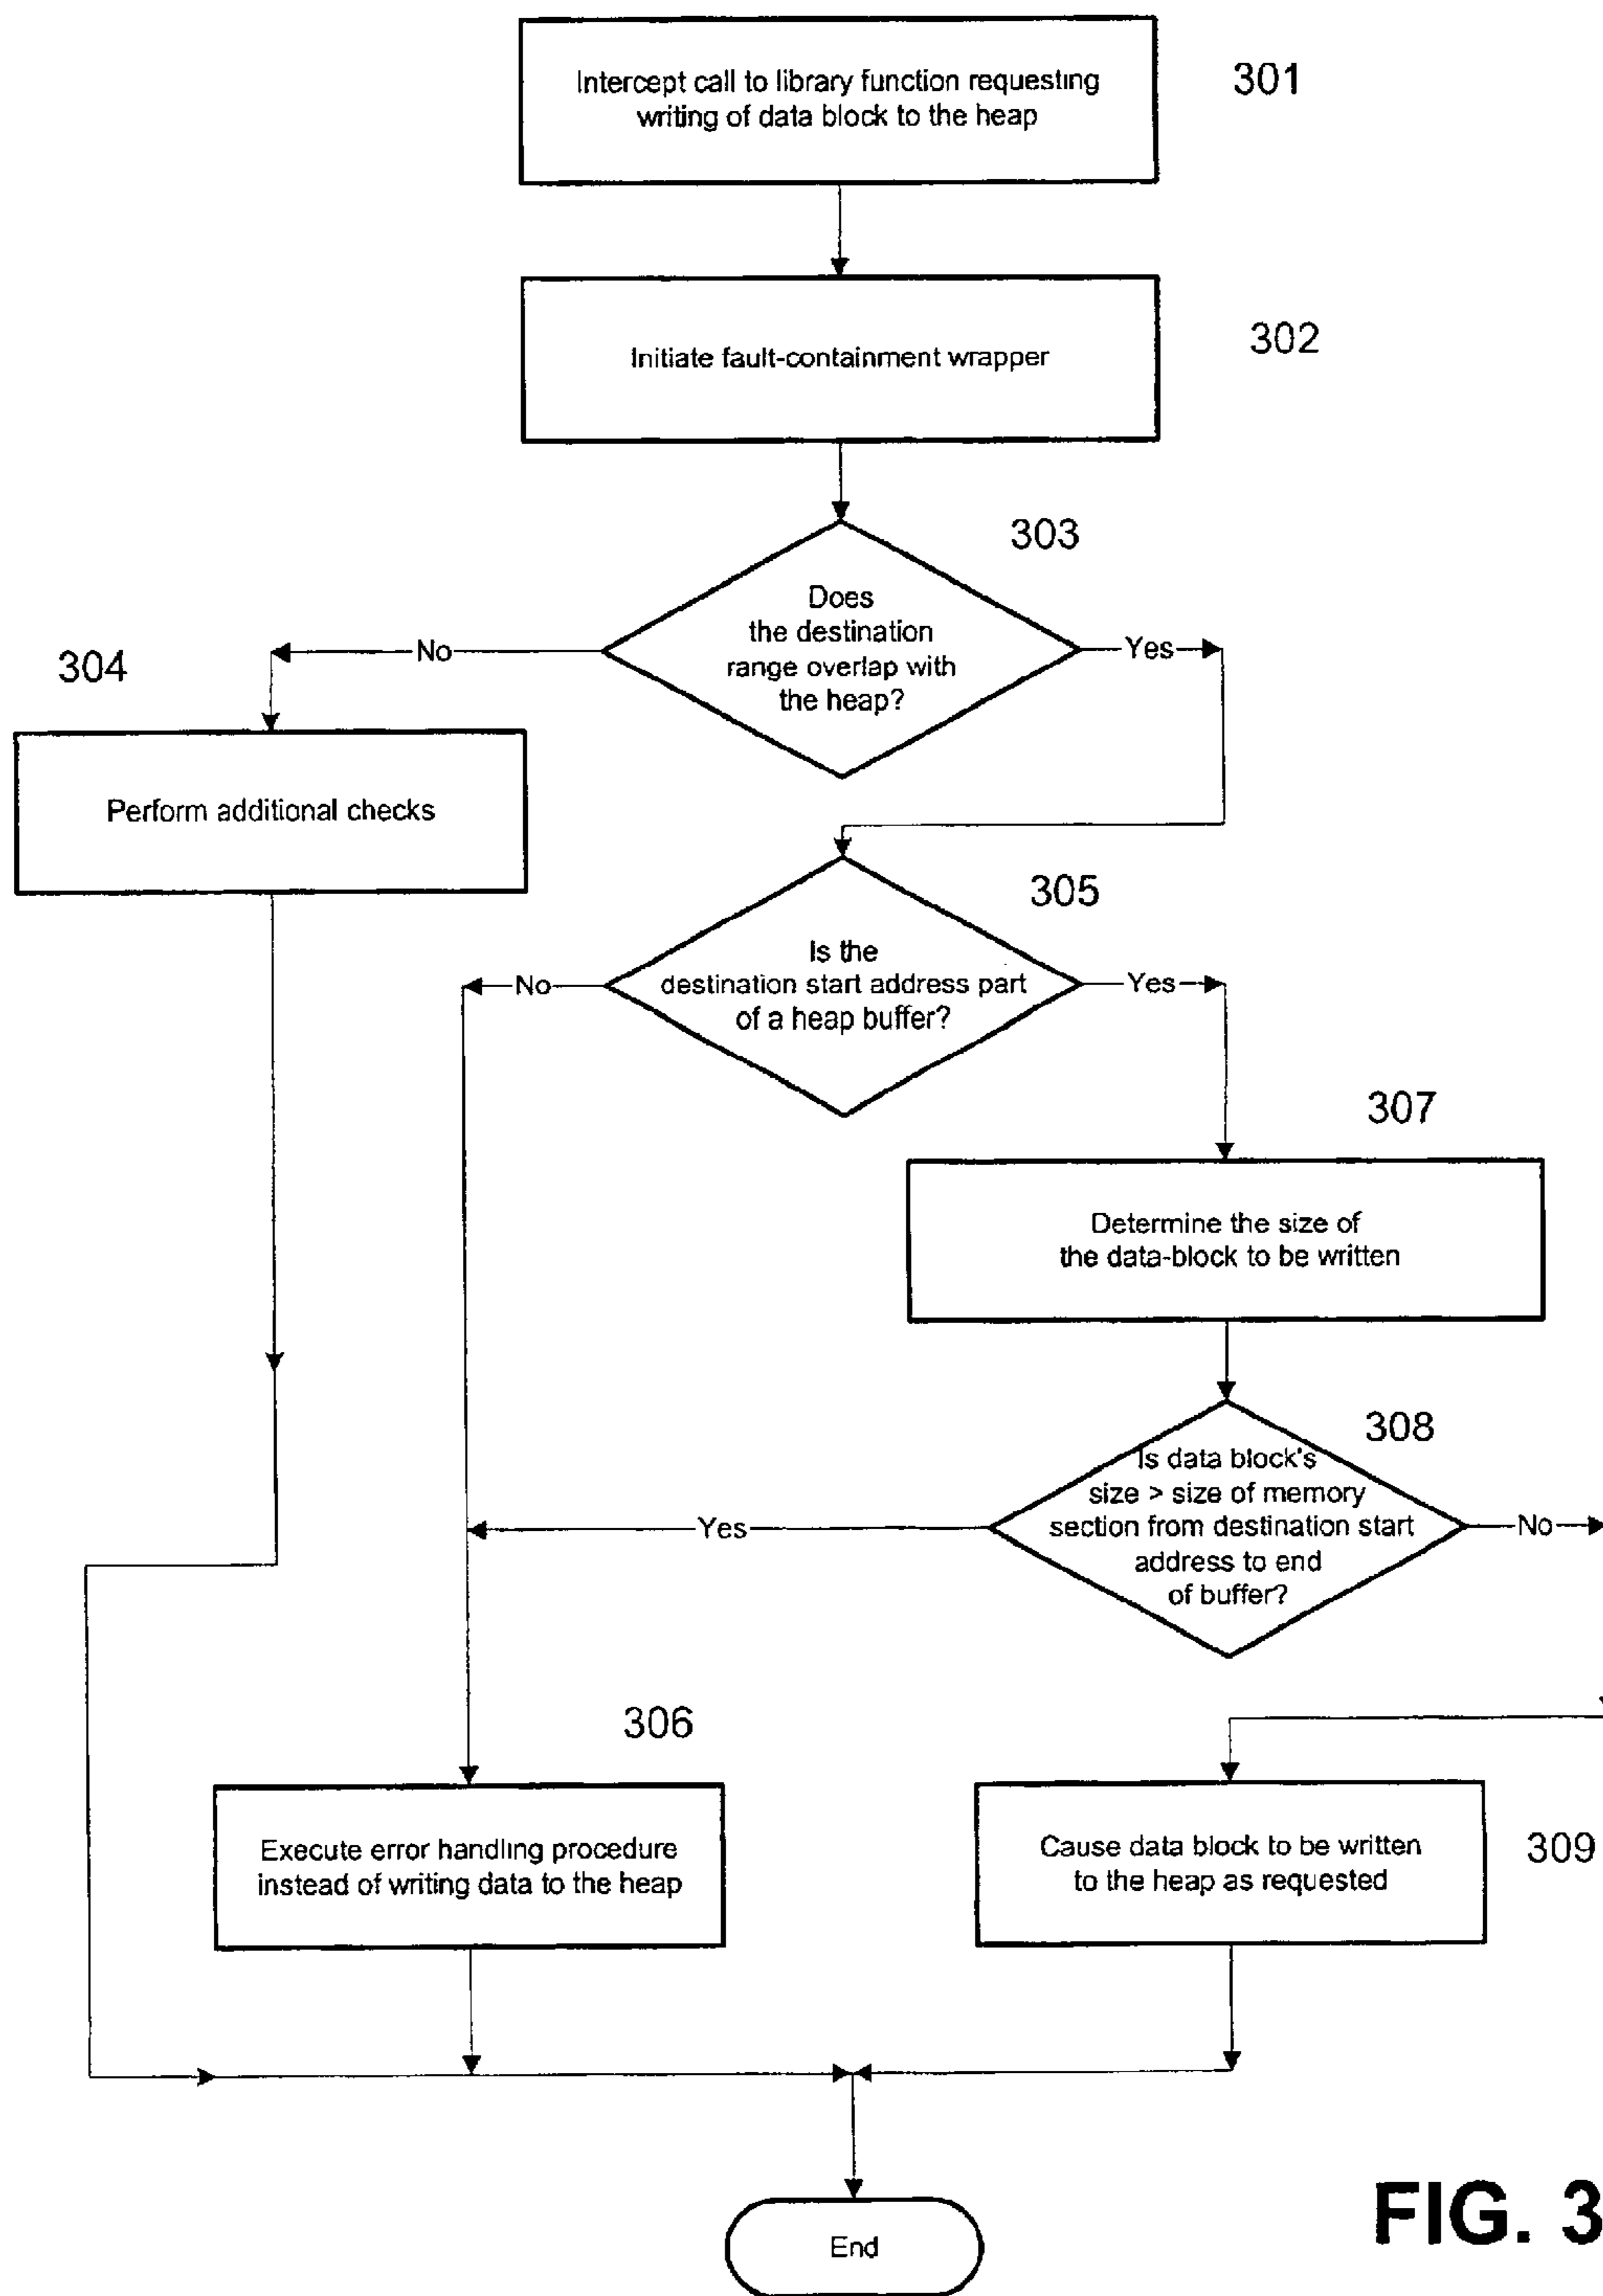 Intercept call to library function requesting
writing of data block to the heap
301
Initiate fault-containment wrapper
302
303
Does
the destination
range overlap with
the heap?
No
Yes
304
Perform additional checks
305
Is the
destination start address part
of a heap buffer?
No
Yes
307
Determine the size of
the data-block to be written
308
Is data block's
size > size of memory
section from destination start
address to end
of buffer?
Yes
No
306
Execute error handling procedure
instead of writing data to the heap
Cause data block to be written
to the heap as requested
309
End
FIG. 3